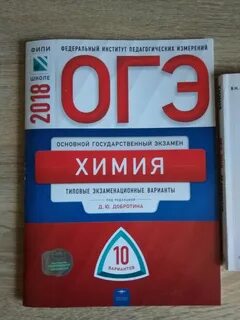 ФИПИ
ШКОЛЕ
2018
ФЕДЕРАЛЬНЫЙ ИНСТИТУТ ПЕДАГОГИЧЕСКИХ ИЗМЕРЕНИЙ
ОГЭ
ОСНОВНОЙ ГОСУДАРСТВЕННЫЙ ЭКЗАМЕН
ХИМИЯ
ТИПОВЫЕ ЭКЗАМЕНАЦИОННЫЕ ВАРИАНТЫ
ПОД РЕДАКЦИЕЙ
Д. Ю. ДОБРОТИНА
10
ВАРИАНТОВ
В.Н.